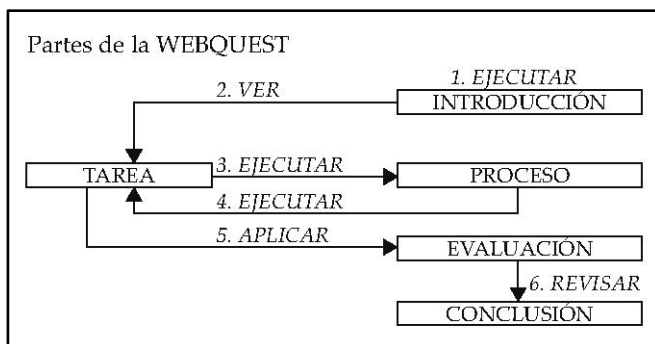 Partes de la WEBQUEST
1. EJECUTAR
2. VER
INTRODUCCIÓN
3. EJECUTAR
TAREA
PROCESO
4. EJECUTAR
5. APLICAR
EVALUACIÓN
6. REVISAR
CONCLUSIÓN